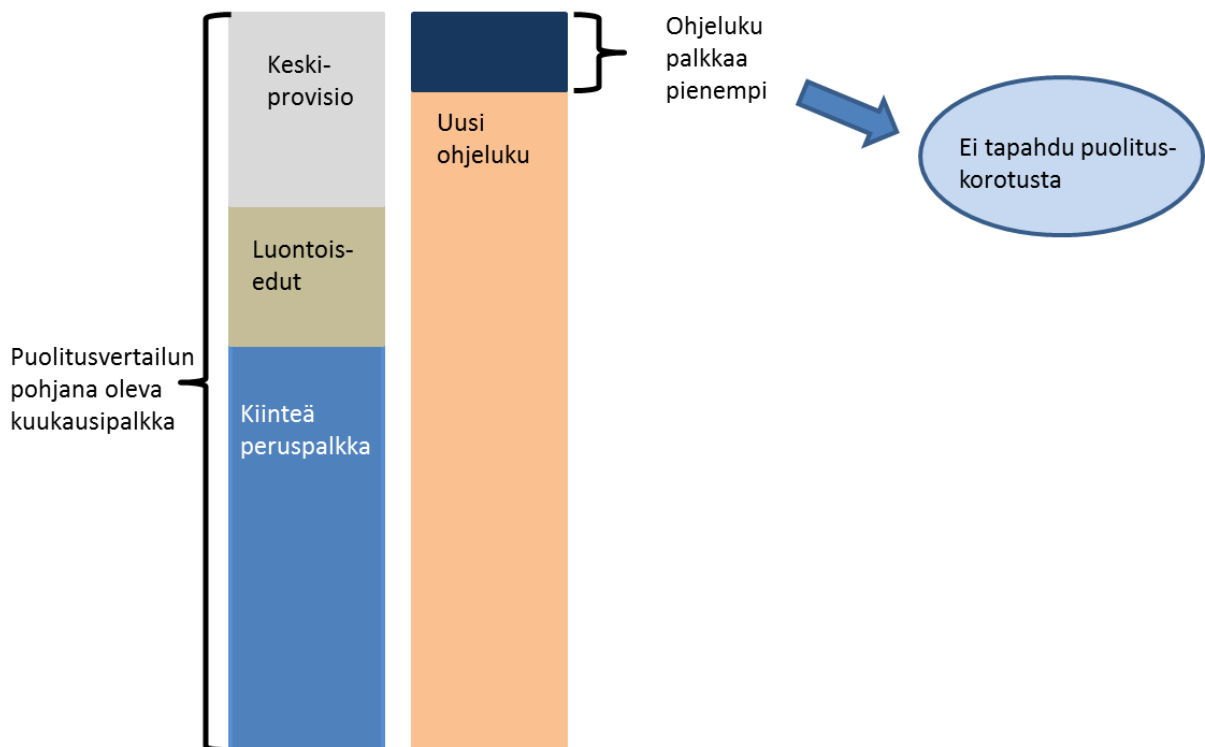 Keski-
provisio
Luontois-
edut
Puolitusvertailun
pohjana oleva
kuukausipalkka
Kiinteä
peruspalkka
Uusi
ohjeluku
Ohjeluku
palkkaa
pienempi
Ei tapahdu puolitus-
korotusta